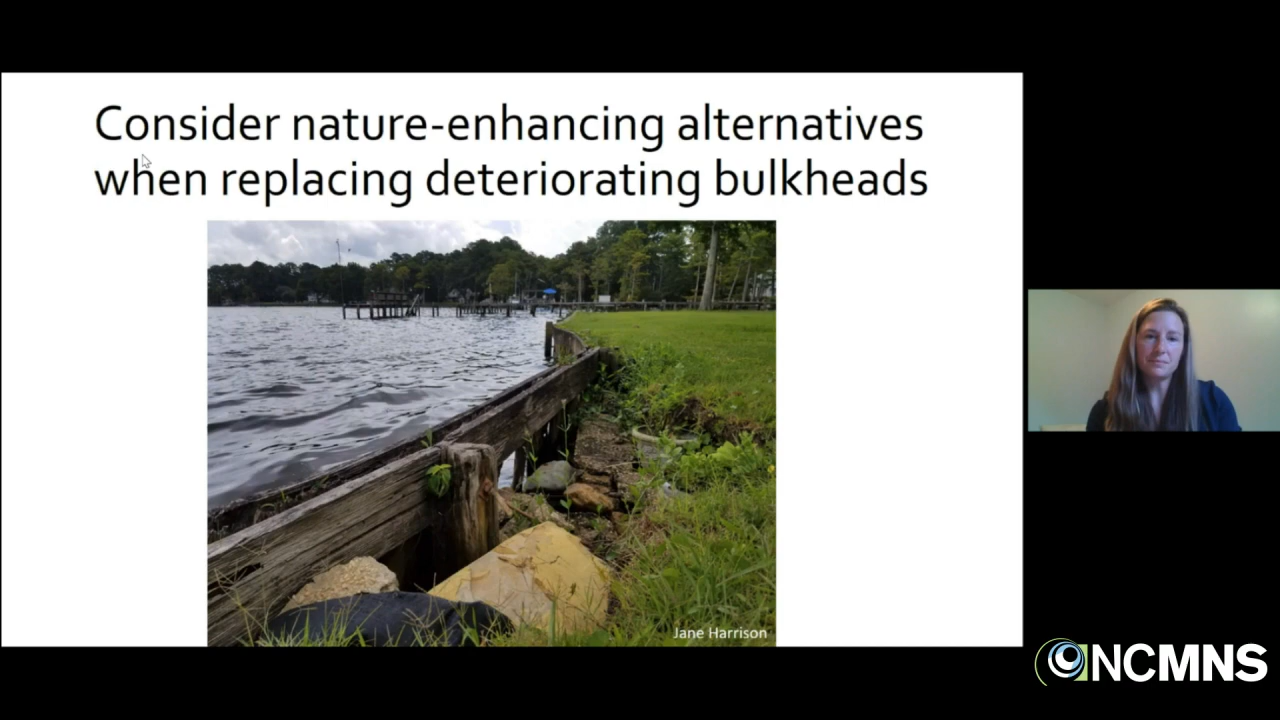 Consider nature-enhancing alternatives
when replacing deteriorating bulkheads
Jane Harrison
NCMNS